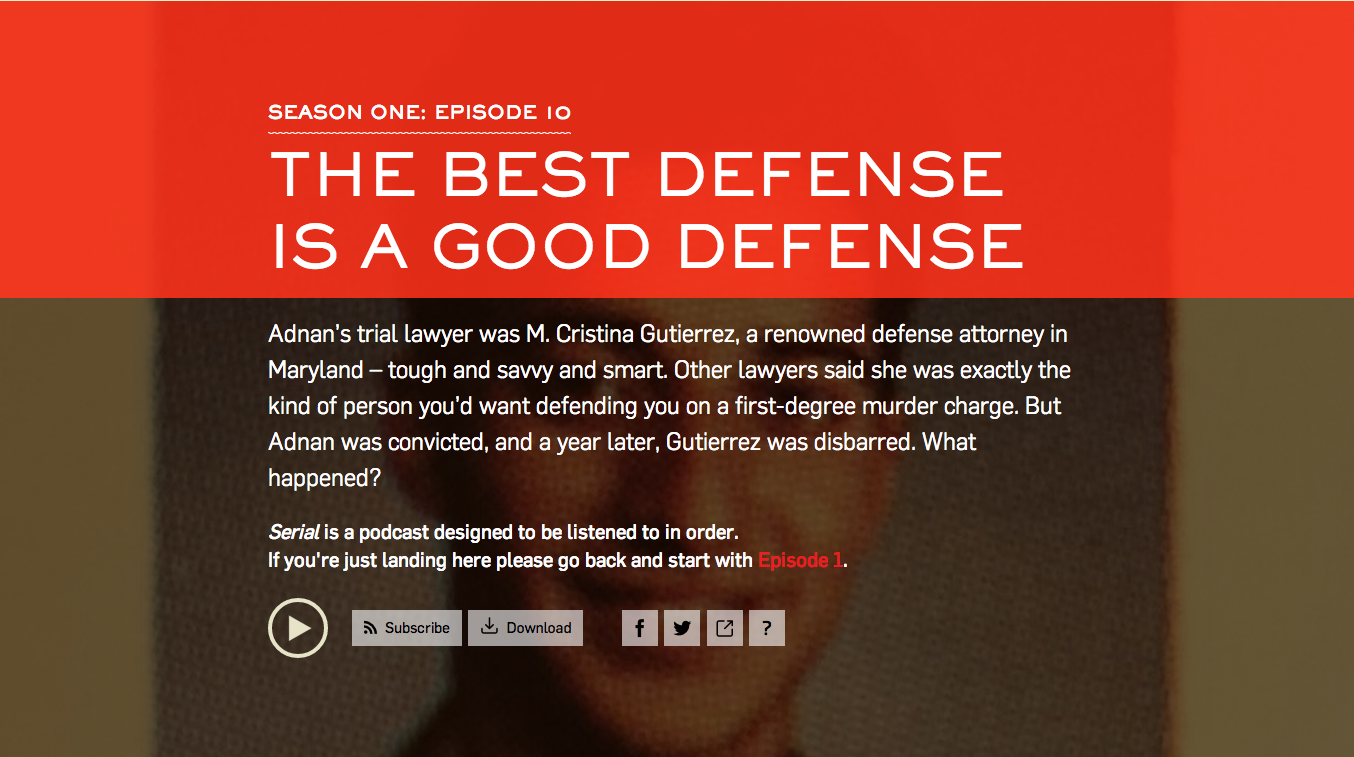 SEASON ONE: EPISODE 10
THE BEST DEFENSE
IS A GOOD DEFENSE
Adnan's trial lawyer was M. Cristina Gutierrez, a renowned defense attorney in
Maryland – tough and savvy and smart. Other lawyers said she was exactly the
kind of person you'd want defending you on a first-degree murder charge. But
Adnan was convicted, and a year later, Gutierrez was disbarred. What
happened?
Serial is a podcast designed to be listened to in order.
If you're just landing here please go back and start with Episode 1.
Subscribe Download f ?